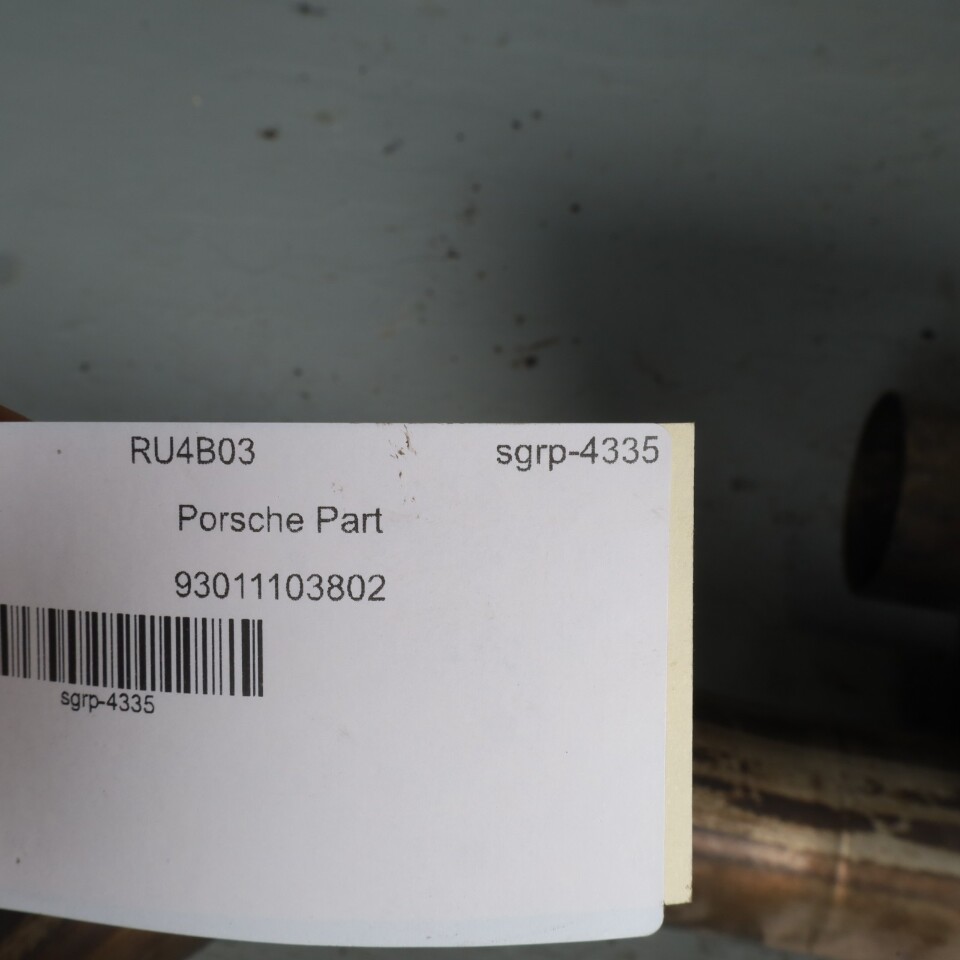 RU4B03 sgrp-4335
Porsche Part
93011103802
sgrp-4335